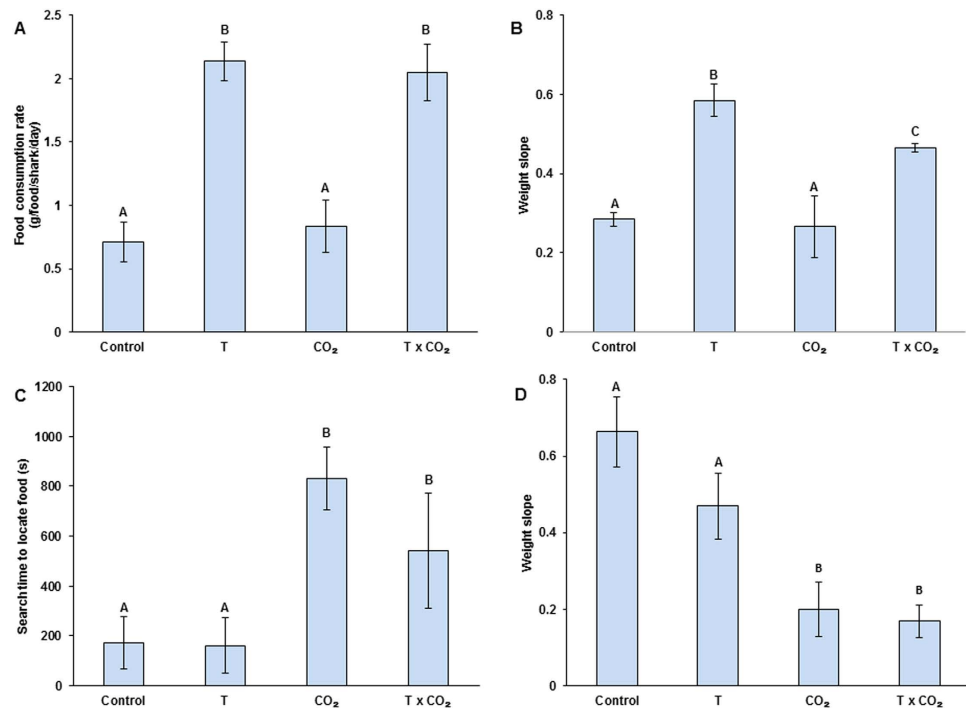 A
Food consumption rate
(g/food/shark/day)
2.5
2
1.5
1
0.5
0
A
B
A
B
Control
T
CO₂
T x CO₂
B
Weight slope
0.8
0.6
0.4
0.2
0
A
B
A
C
Control
T
CO₂
T x CO₂
C
Search time to locate food (s)
1200
1000
800
600
400
200
0
A
A
B
B
Control
T
CO₂
T x CO₂
D
Weight slope
0.8
0.6
0.4
0.2
0
A
A
B
B
Control
T
CO₂
T x CO₂